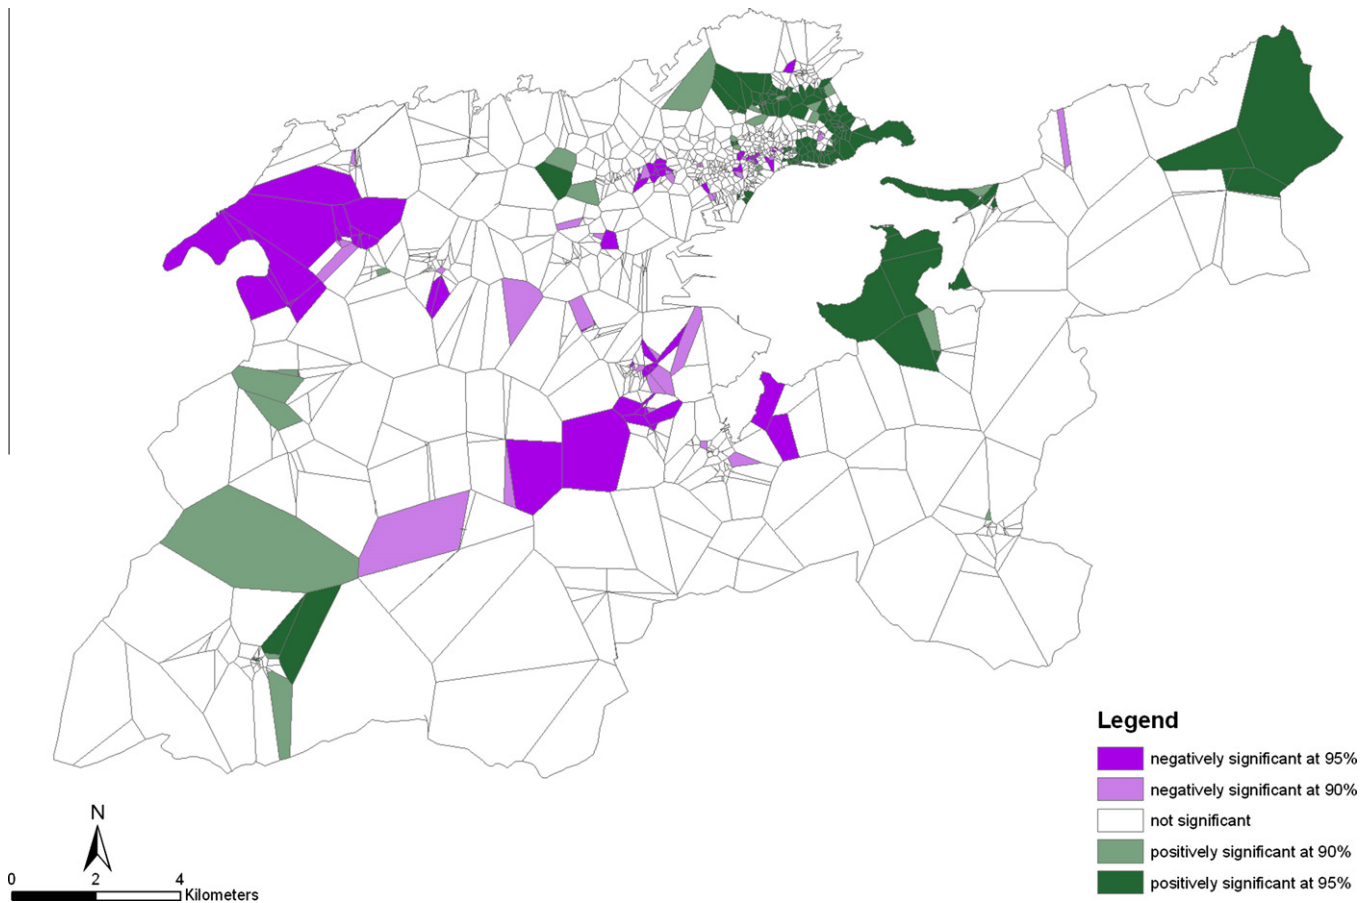 Legend
negatively significant at 95%
negatively significant at 90%
not significant
positively significant at 90%
positively significant at 95%
N
0 2 4
Kilometers